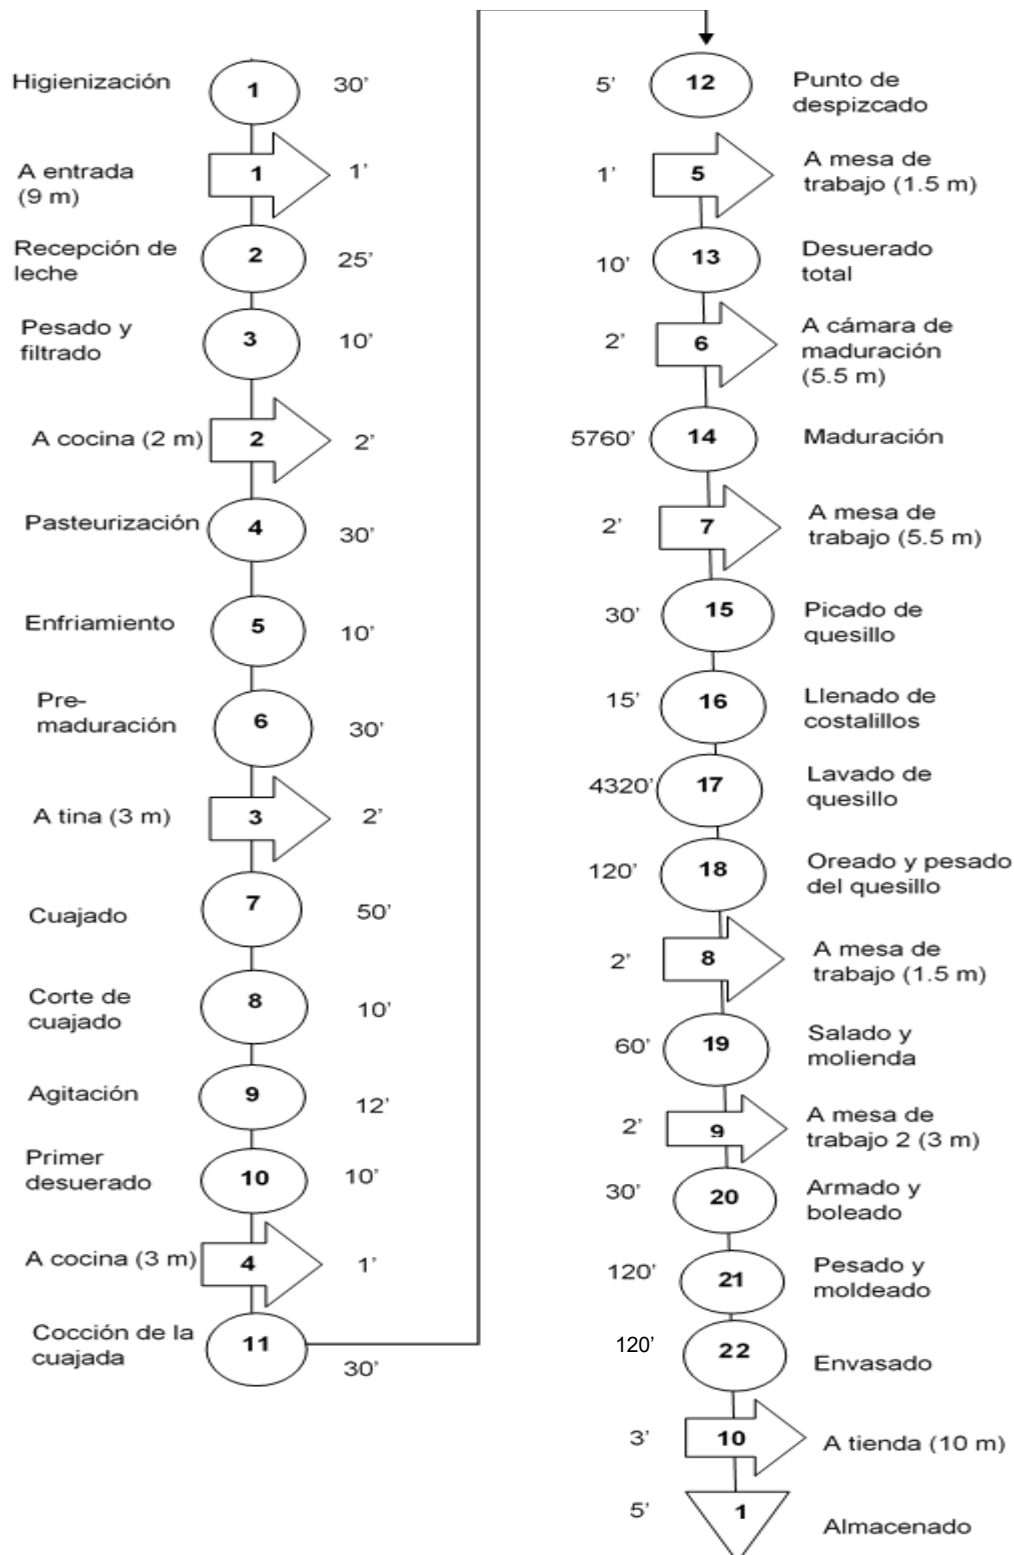 Higienización
1
30’
A entrada
(9 m)
1
1’
Recepción de
leche
2
25’
Pesado y
filtrado
3
10’
A cocina (2 m)
2
2’
Pasteurización
4
30’
Enfriamiento
5
10’
Pre-
maduración
6
30’
A tina (3 m)
3
2’
Cuajado
7
50’
Corte de
cuajado
8
10’
Agitación
9
12’
Primer
desuerado
10
10’
A cocina (3 m)
4
1’
Cocción de la
cuajada
11
30’
5’
12
Punto de
despizcado
1’
5
A mesa de
trabajo (1.5 m)
10’
13
Desuerado
total
2’
6
A cámara de
maduración
(5.5 m)
5760’
14
Maduración
2’
7
A mesa de
trabajo (5.5 m)
30’
15
Picado de
quesillo
15’
16
Llenado de
costalillos
4320’
17
Lavado de
quesillo
120’
18
Oreado y pesado
del quesillo
2’
8
A mesa de
trabajo (1.5 m)
60’
19
Salado y
molienda
2’
9
A mesa de
trabajo 2 (3 m)
30’
20
Armado y
boleado
120’
21
Pesado y
moldeado
120’
22
Envasado
3’
10
A tienda (10 m)
5’
1
Almacenado